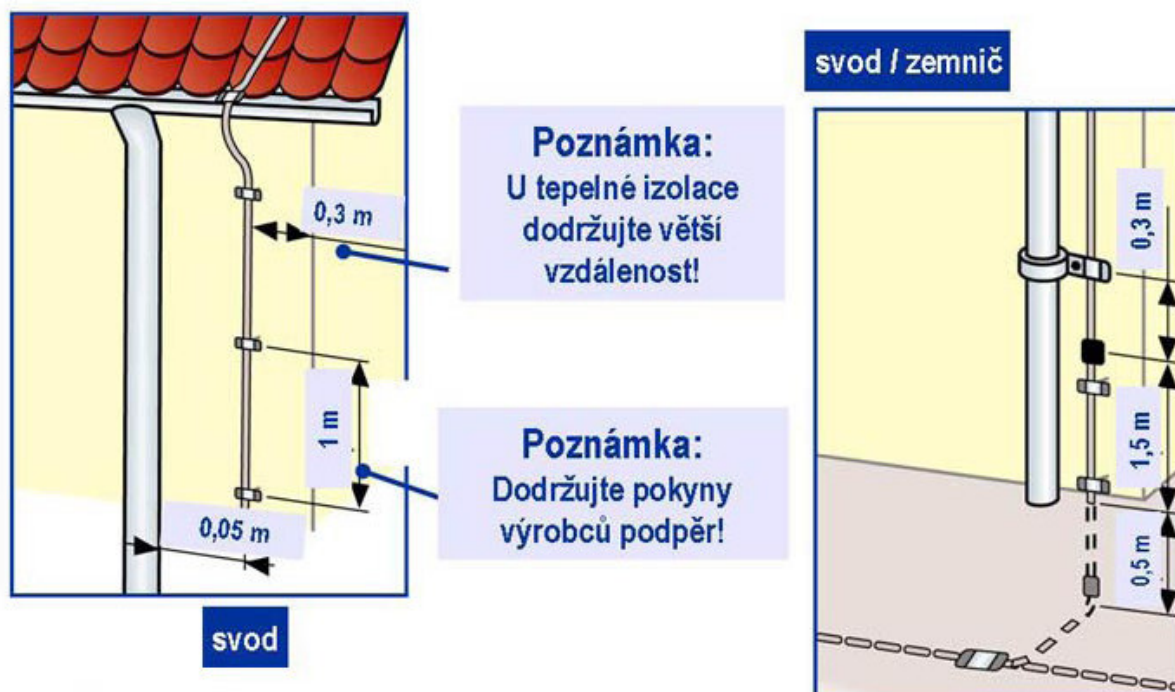 svod / zemnič
Poznámka:
U tepelné izolace
dodržujte větší
vzdálenost!
0,3 m
0,3 m
1 m
Poznámka:
Dodržujte pokyny
výrobců podpěr!
1,5 m
0,05 m
0,5 m
svod